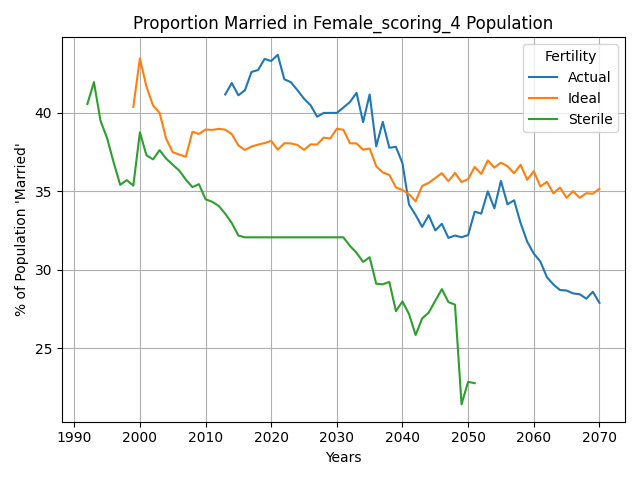 Proportion Married in Female_scoring_4 Population
Fertility
Actual
Ideal
Sterile
% of Population 'Married'
40
35
30
25
1990
2000
2010
2020
2030
2040
2050
2060
2070
Years